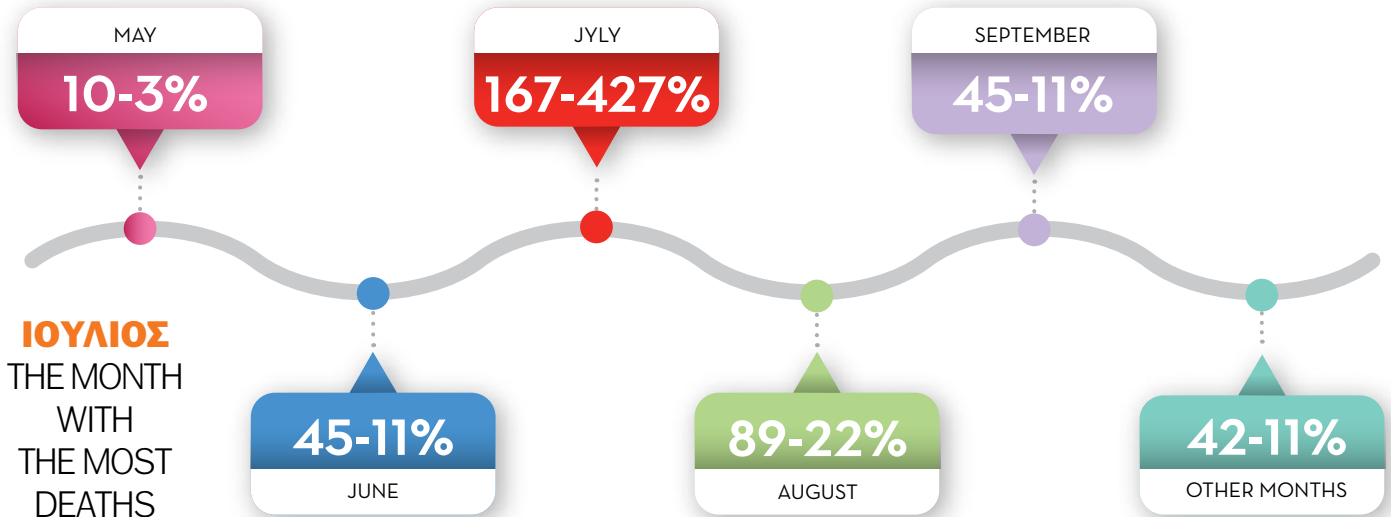 MAY
10-3%
JYLY
167-427%
SEPTEMBER
45-11%
ΙΟΥΛΙΟΣ
THE MONTH
WITH
THE MOST
DEATHS
45-11%
JUNE
89-22%
AUGUST
42-11%
OTHER MONTHS